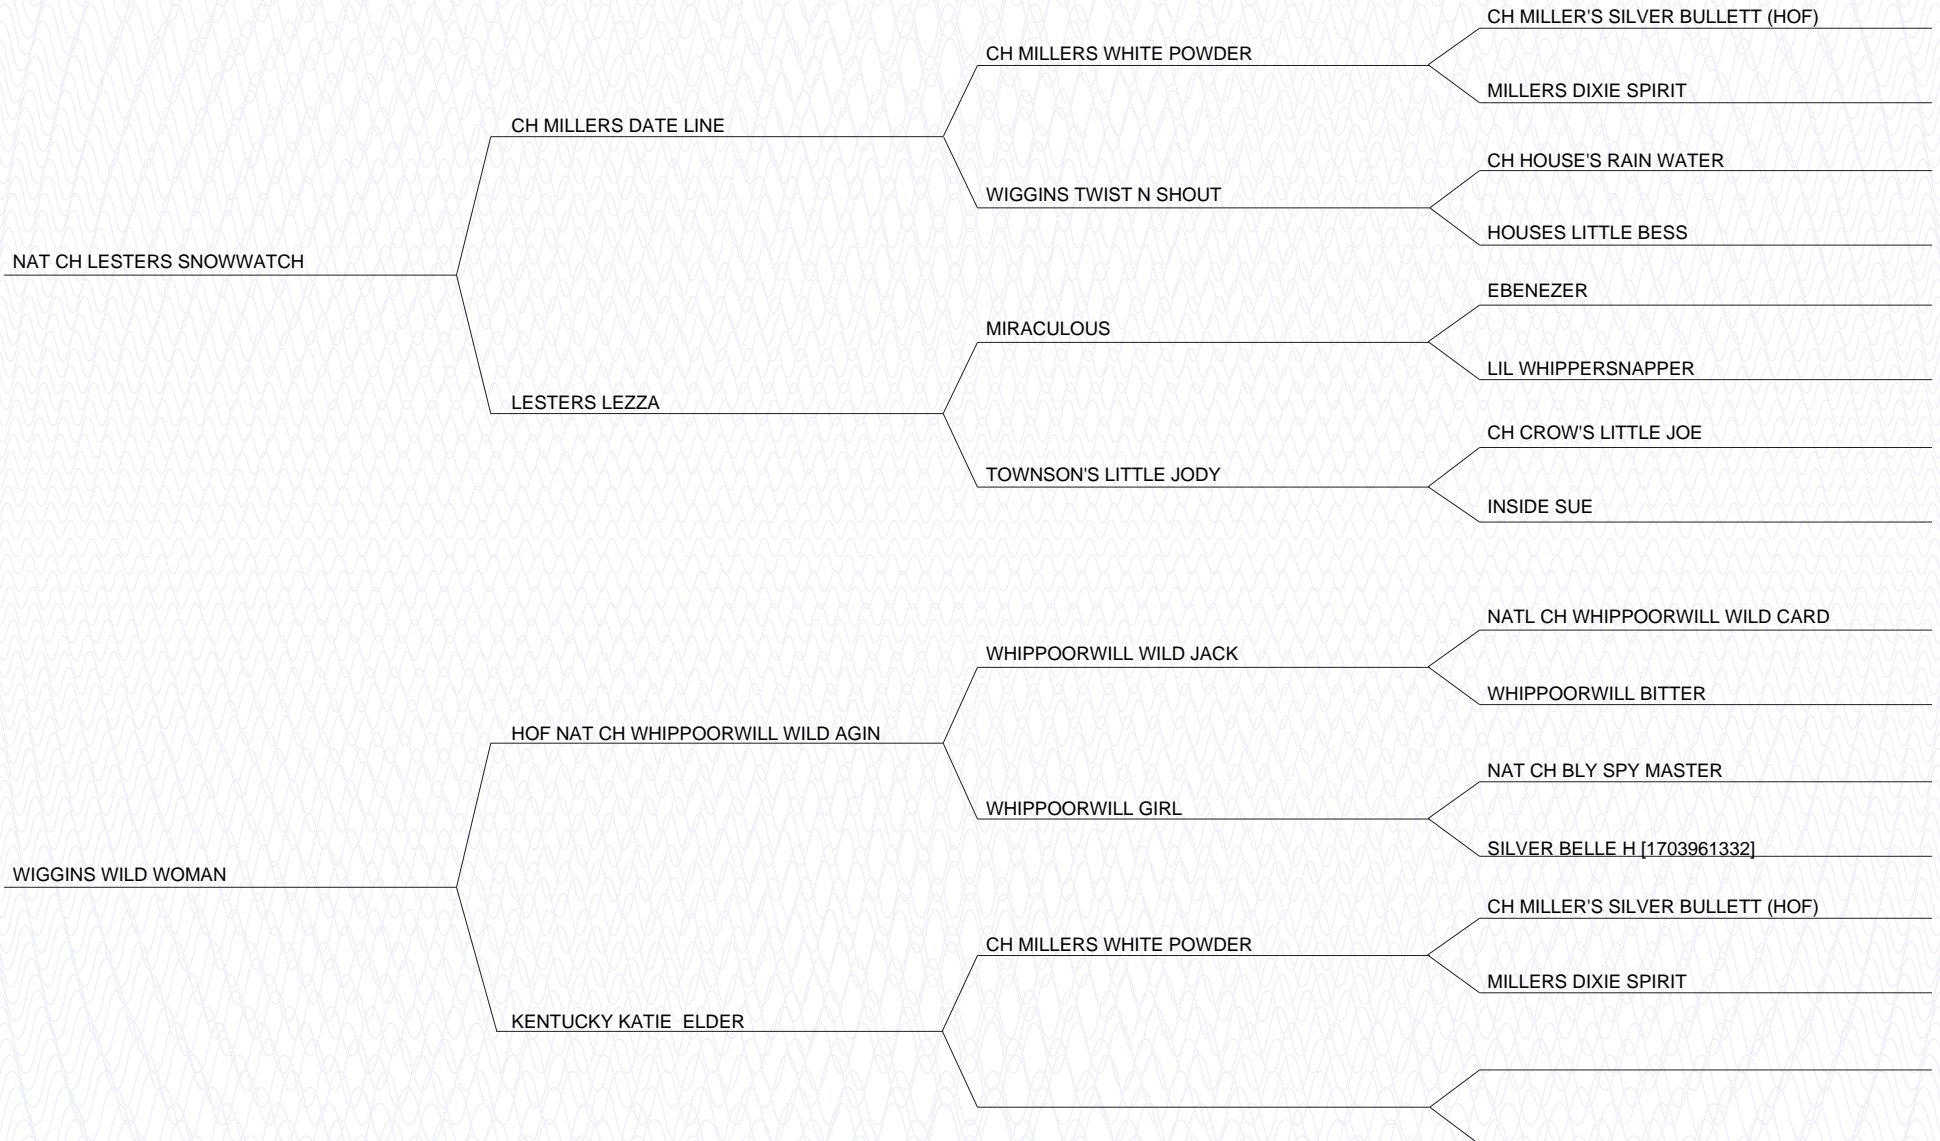 CH MILLER'S SILVER BULLETT (HOF)
CH MILLERS WHITE POWDER
MILLERS DIXIE SPIRIT
CH MILLERS DATE LINE
CH HOUSE'S RAIN WATER
WIGGINS TWIST N SHOUT
HOUSES LITTLE BESS
NAT CH LESTERS SNOWWATCH
EBENEZER
MIRACULOUS
LIL WHIPPERSNAPPER
LESTERS LEZZA
CH CROW'S LITTLE JOE
TOWNSON'S LITTLE JODY
INSIDE SUE
NATL CH WHIPPOORWILL WILD CARD
WHIPPOORWILL WILD JACK
WHIPPOORWILL BITTER
HOF NAT CH WHIPPOORWILL WILD AGIN
NAT CH BLY SPY MASTER
WHIPPOORWILL GIRL
SILVER BELLE H [1703961332]
WIGGINS WILD WOMAN
CH MILLER'S SILVER BULLETT (HOF)
CH MILLERS WHITE POWDER
MILLERS DIXIE SPIRIT
KENTUCKY KATIE  ELDER